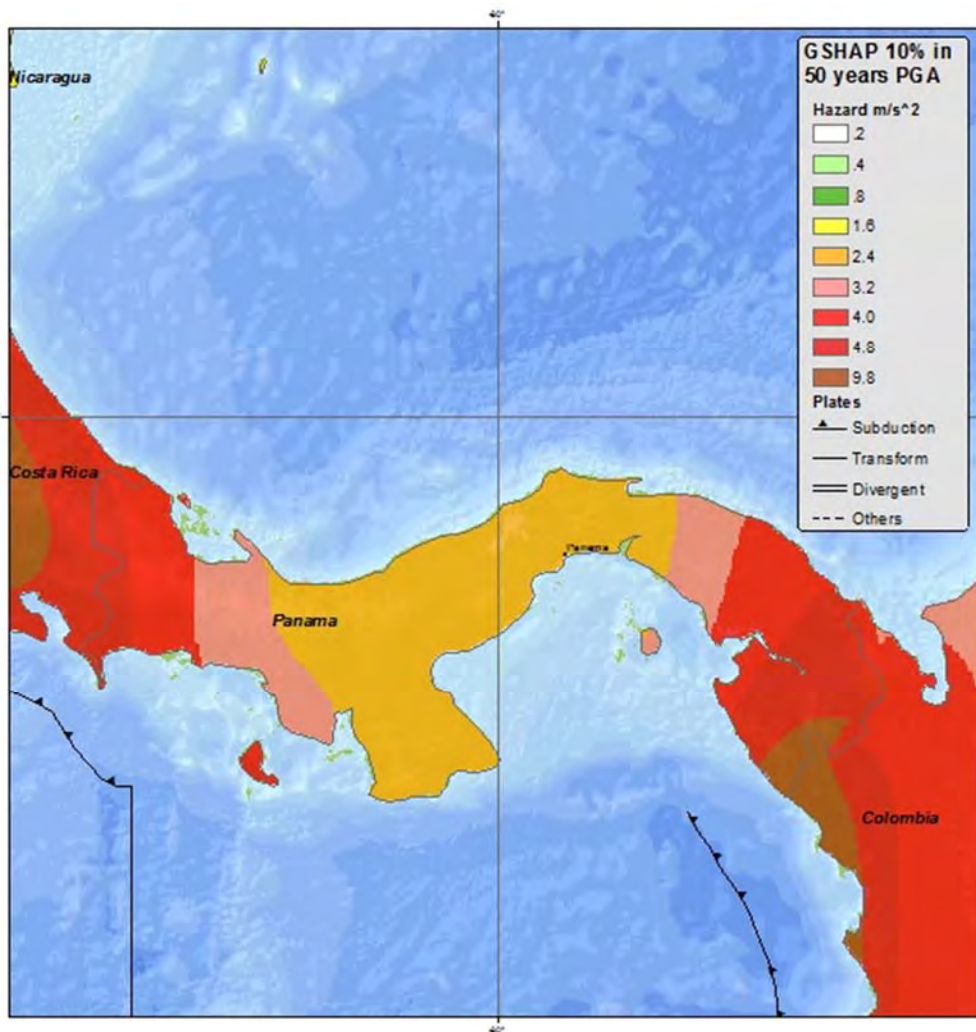 GSHAP 10% in
50 years PGA
Hazard m/s^2
.2
.4
.8
1.6
2.4
3.2
4.0
4.8
9.8
Plates
Subduction
Transform
Divergent
Others
Nicaragua
Costa Rica
Panama
Panama
Colombia